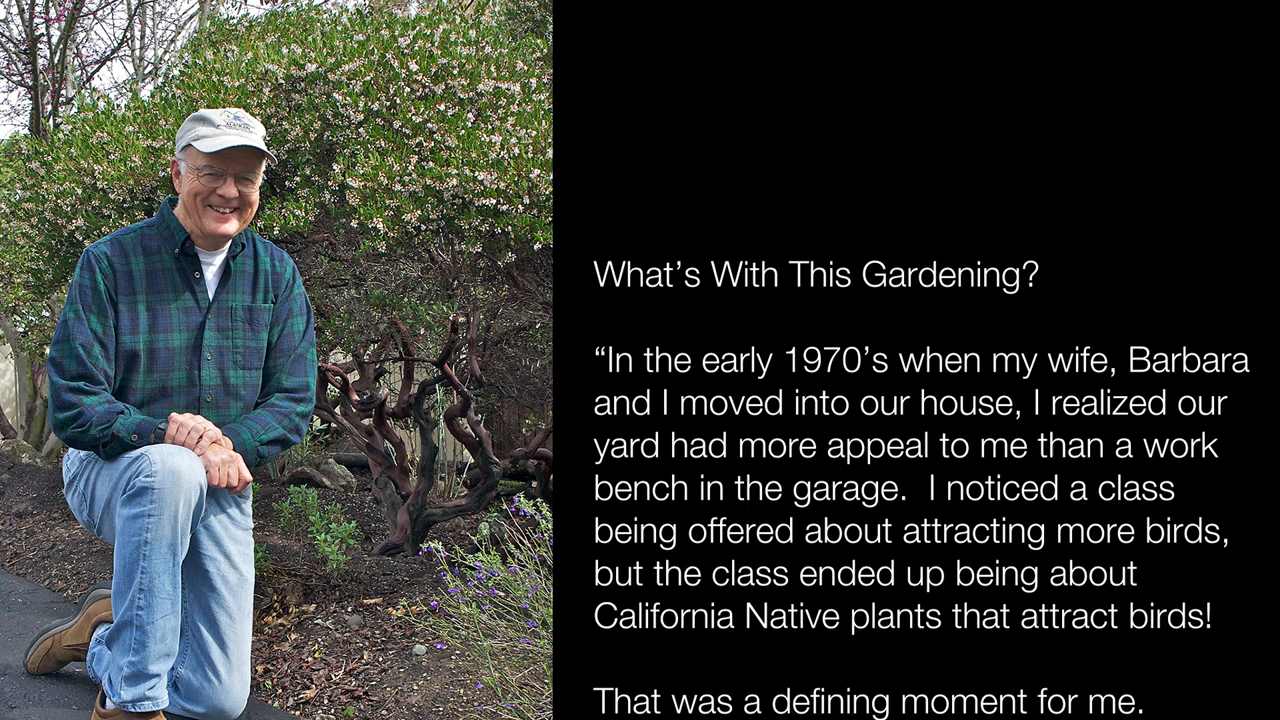 What’s With This Gardening?
“In the early 1970’s when my wife, Barbara
and I moved into our house, I realized our
yard had more appeal to me than a work
bench in the garage.  I noticed a class
being offered about attracting more birds,
but the class ended up being about
California Native plants that attract birds!
That was a defining moment for me.